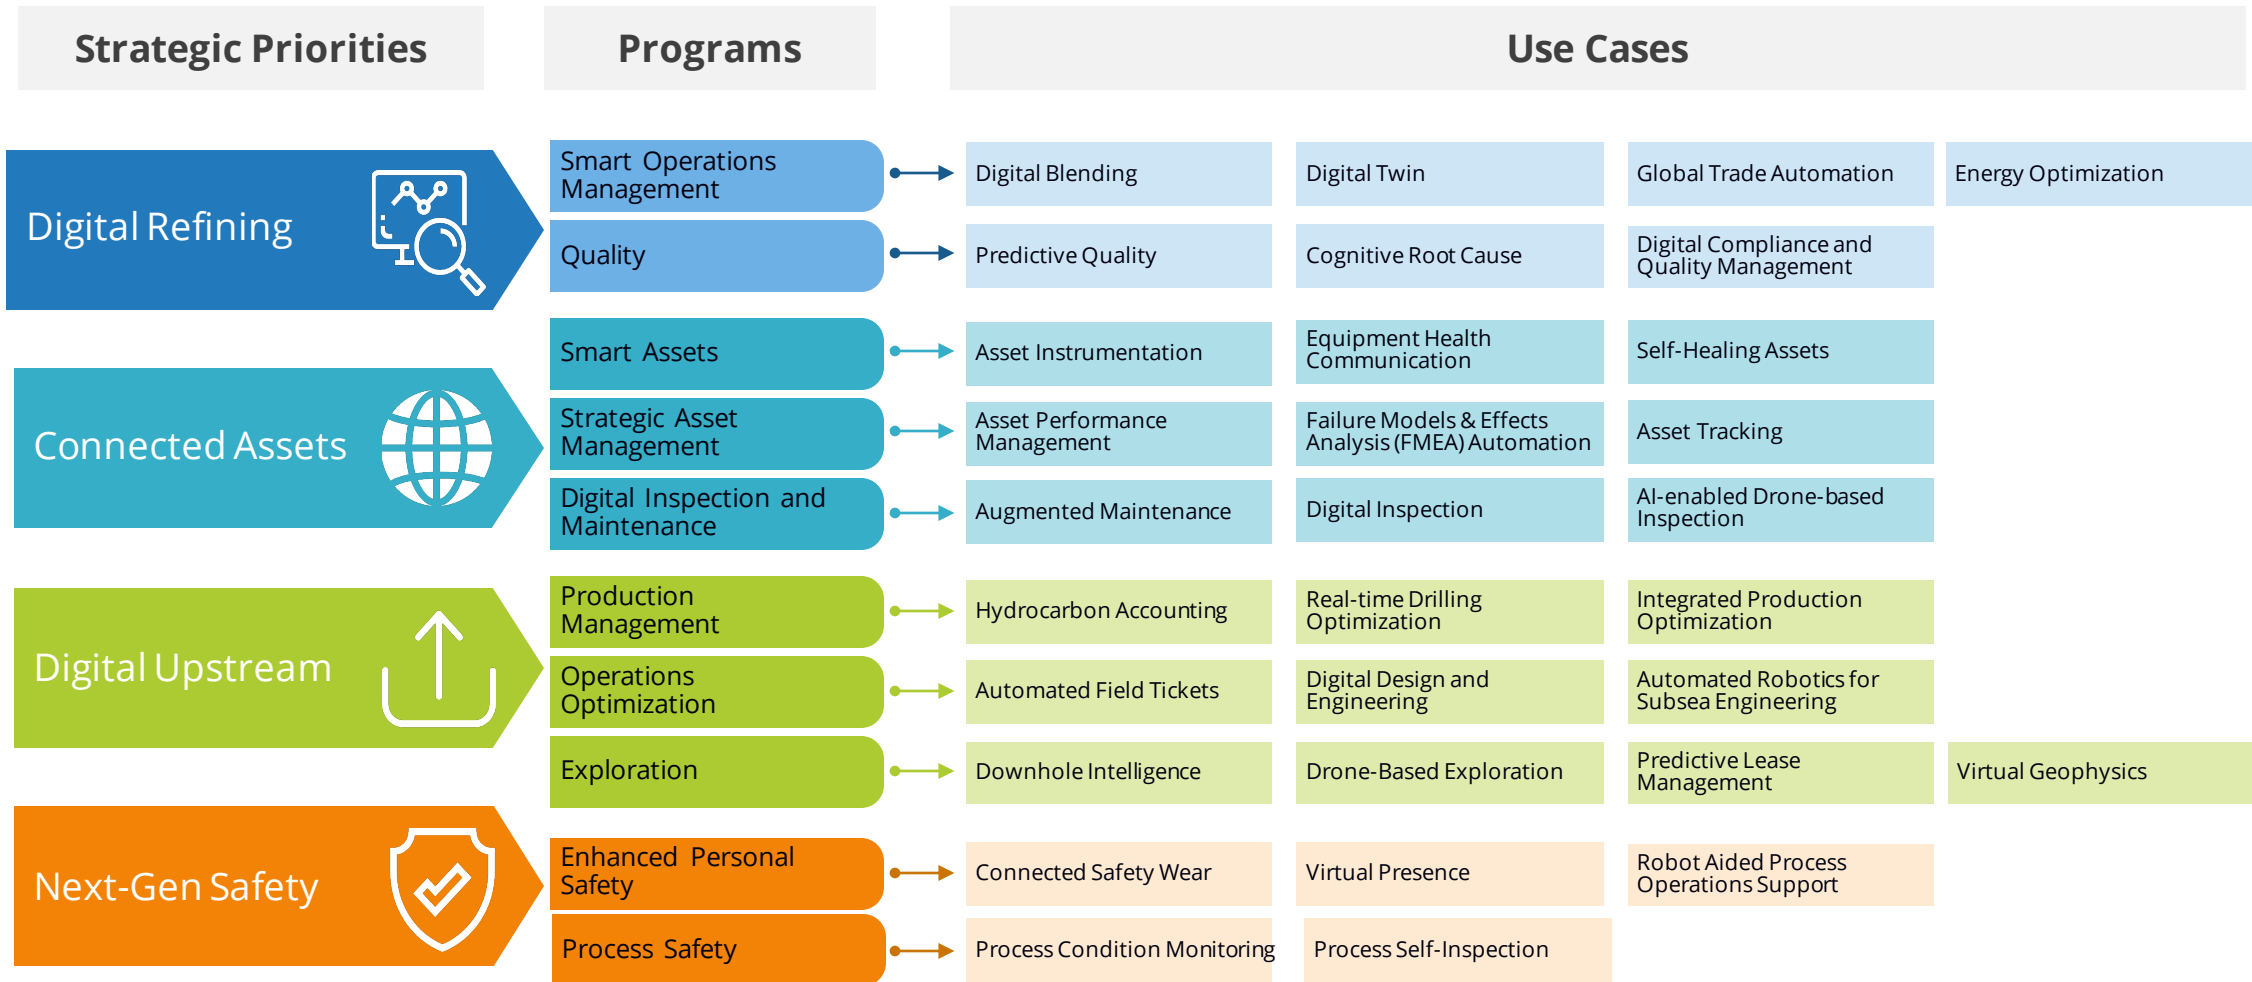 Strategic Priorities
Programs
Use Cases
Digital Refining
Smart Operations
Management
Digital Blending
Digital Twin
Global Trade Automation
Energy Optimization
Quality
Predictive Quality
Cognitive Root Cause
Digital Compliance and
Quality Management
Connected Assets
Smart Assets
Asset Instrumentation
Equipment Health
Communication
Self-Healing Assets
Strategic Asset
Management
Asset Performance
Management
Failure Models & Effects
Analysis (FMEA) Automation
Asset Tracking
Digital Inspection and
Maintenance
Augmented Maintenance
Digital Inspection
AI-enabled Drone-based
Inspection
Digital Upstream
Production
Management
Hydrocarbon Accounting
Real-time Drilling
Optimization
Integrated Production
Optimization
Operations
Optimization
Automated Field Tickets
Digital Design and
Engineering
Automated Robotics for
Subsea Engineering
Exploration
Downhole Intelligence
Drone-Based Exploration
Predictive Lease
Management
Virtual Geophysics
Next-Gen Safety
Enhanced Personal
Safety
Connected Safety Wear
Virtual Presence
Robot Aided Process
Operations Support
Process Safety
Process Condition Monitoring
Process Self-Inspection